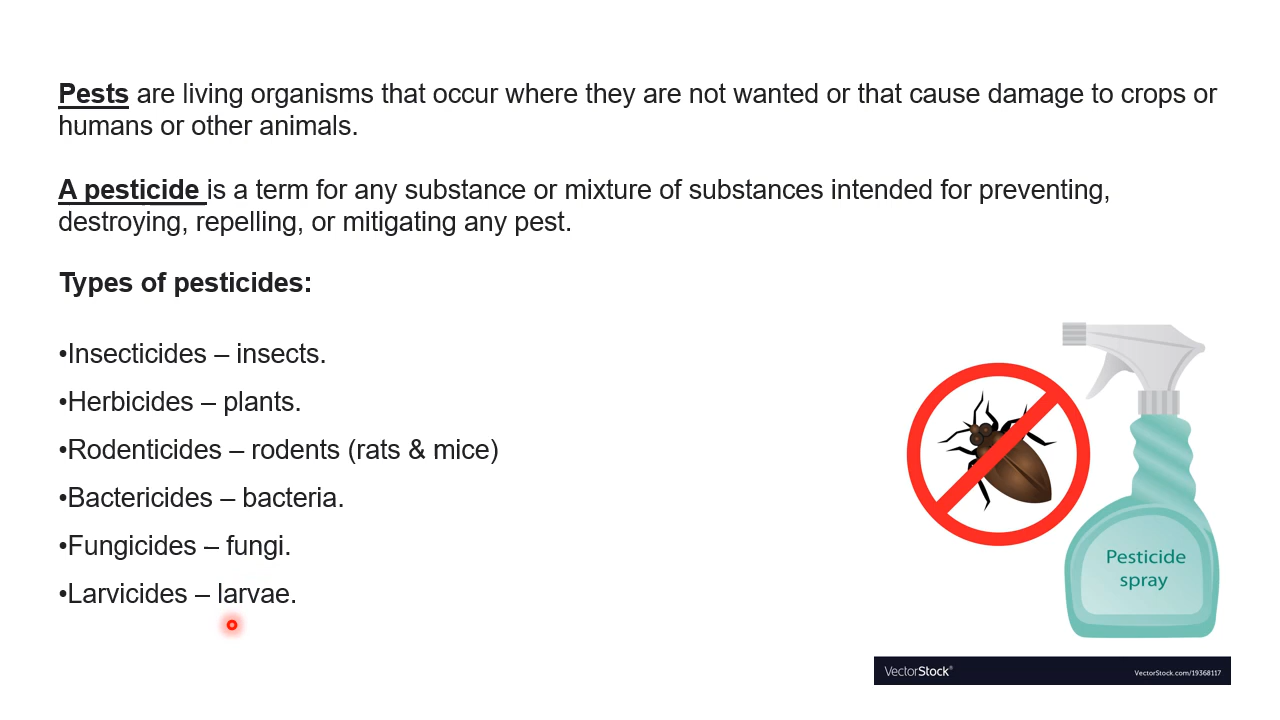 Pests are living organisms that occur where they are not wanted or that cause damage to crops or
humans or other animals.
A pesticide is a term for any substance or mixture of substances intended for preventing,
destroying, repelling, or mitigating any pest.
Types of pesticides:
•Insecticides – insects.
•Herbicides – plants.
•Rodenticides – rodents (rats & mice)
•Bactericides – bacteria.
•Fungicides – fungi.
•Larvicides – larvae.
Pesticide
spray
VectorStock®
VectorStock.com/19368117